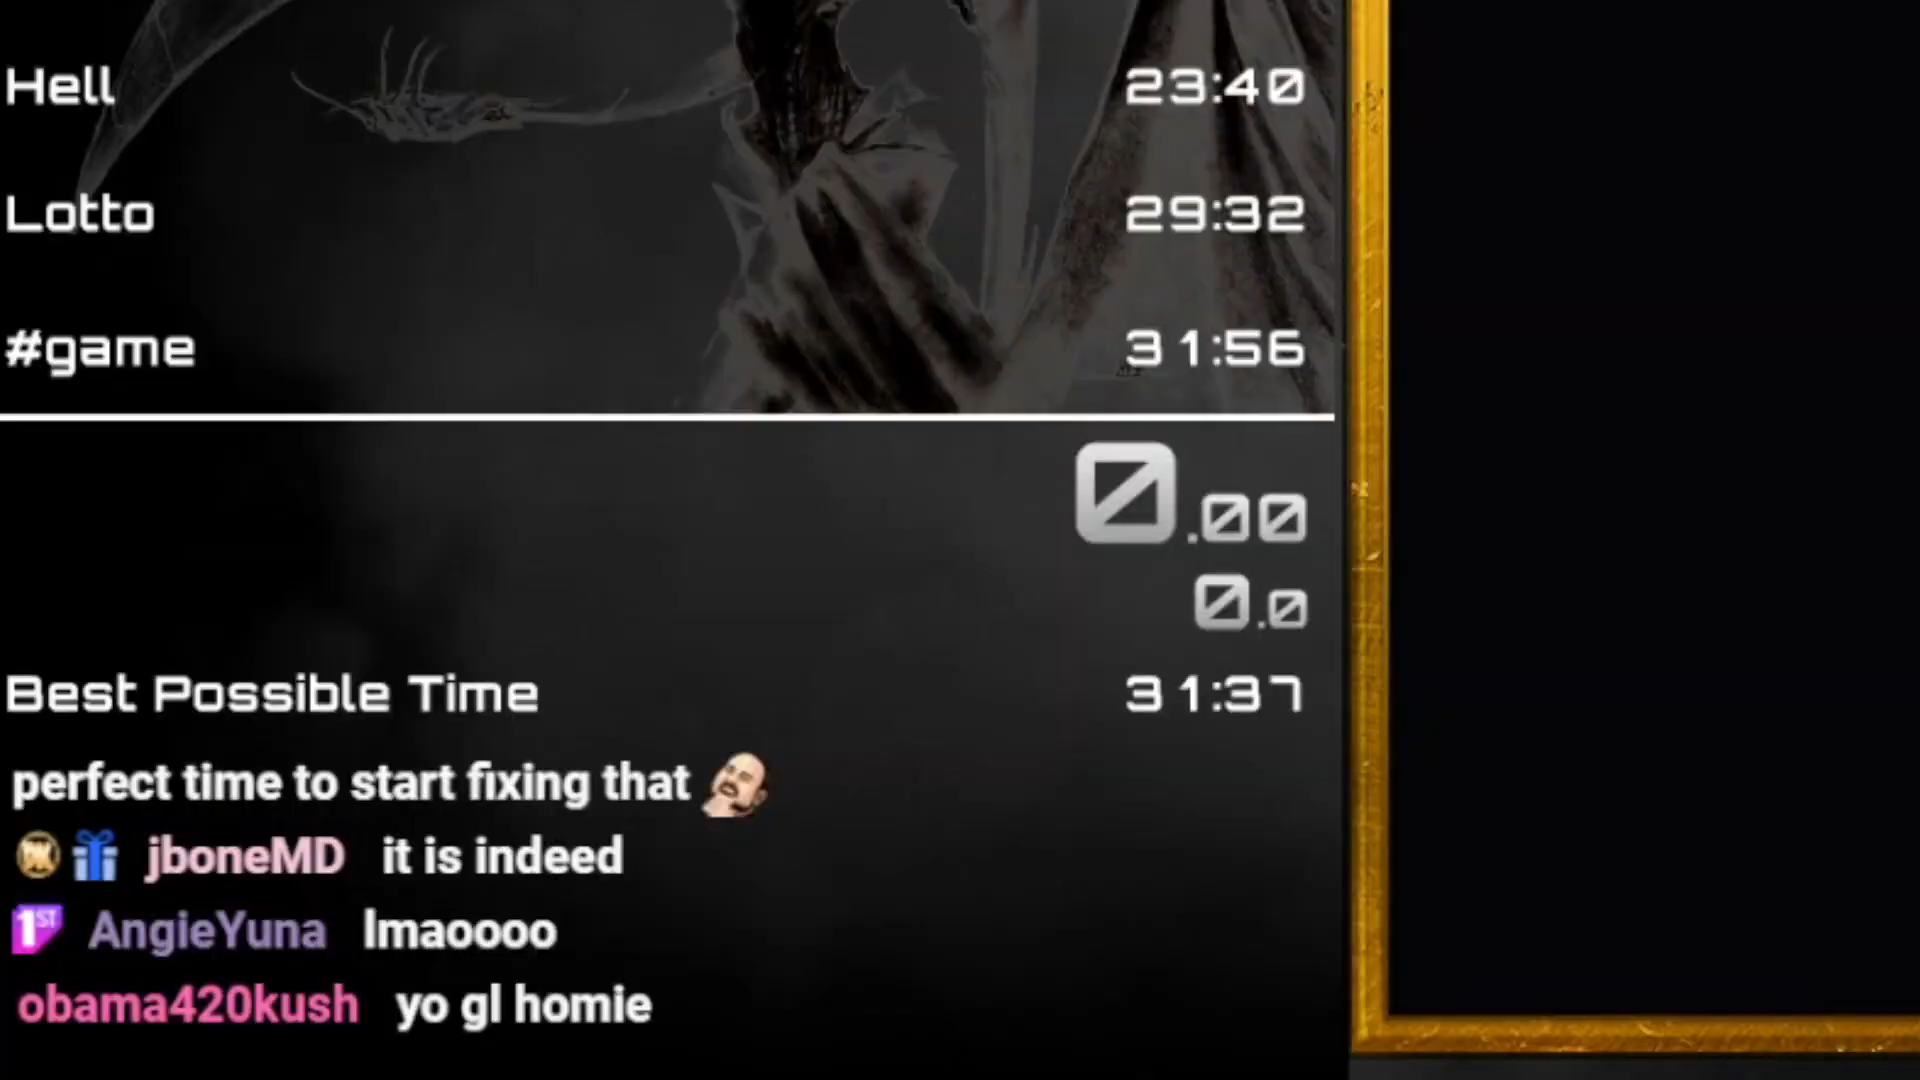 Hell 23:40
Lotto 29:32
#game 31:56
0.00
0.0
Best Possible Time 31:37
perfect time to start fixing that
jboneMD it is indeed
1ST AngieYuna lmaoooo
obama420kush yo gl homie